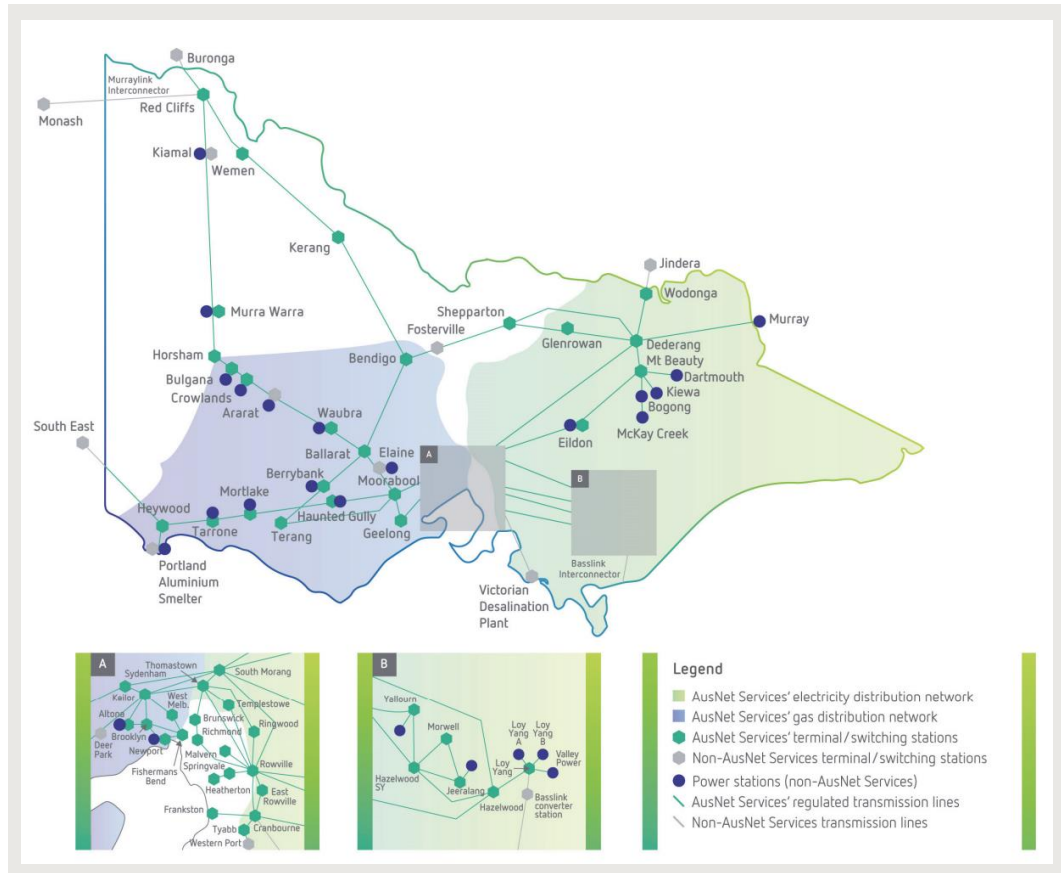 Buronga
Murraylink
Interconnector
Red Cliffs
Monash
Kiamal
Wemen
Kerang
Jindera
Wodonga
Murra Warra
Shepparton
Murray
Fosterville
Glenrowan
Dederang
Horsham
Bendigo
Mt Beauty
Bulgana
Dartmouth
Crowlands
Kiewa
Ararat
Bogong
Waubra
McKay Creek
South East
Eildon
Ballarat
Elaine
A
Berrybank
Moorabool
B
Mortlake
Heywood
Haunted Gully
Tarrone
Terang
Geelong
Basslink
Interconnector
Portland
Aluminium
Smelter
Victorian
Desalination
Plant
A
Thomastown
South Morang
Sydenham
Keilor
West
Melb.
Templestowe
Altone
Brunswick
Ringwood
Brooklyn
Richmond
Deer
Park
Newport
Malvern
Rowville
Fishermans
Bend
Springvale
Heatherton
East
Rowville
Frankston
Tyabb
Cranbourne
Western Port
B
Yallourn
Morwell
Loy
Yang
A
Loy
Yang
B
Valley
Power
Loy
Yang
Hazelwood
SY
Jeeralang
Hazelwood
Basslink
converter
station
Legend
AusNet Services' electricity distribution network
AusNet Services' gas distribution network
AusNet Services' terminal/switching stations
Non-AusNet Services terminal/switching stations
Power stations (non-AusNet Services)
AusNet Services' regulated transmission lines
Non-AusNet Services transmission lines